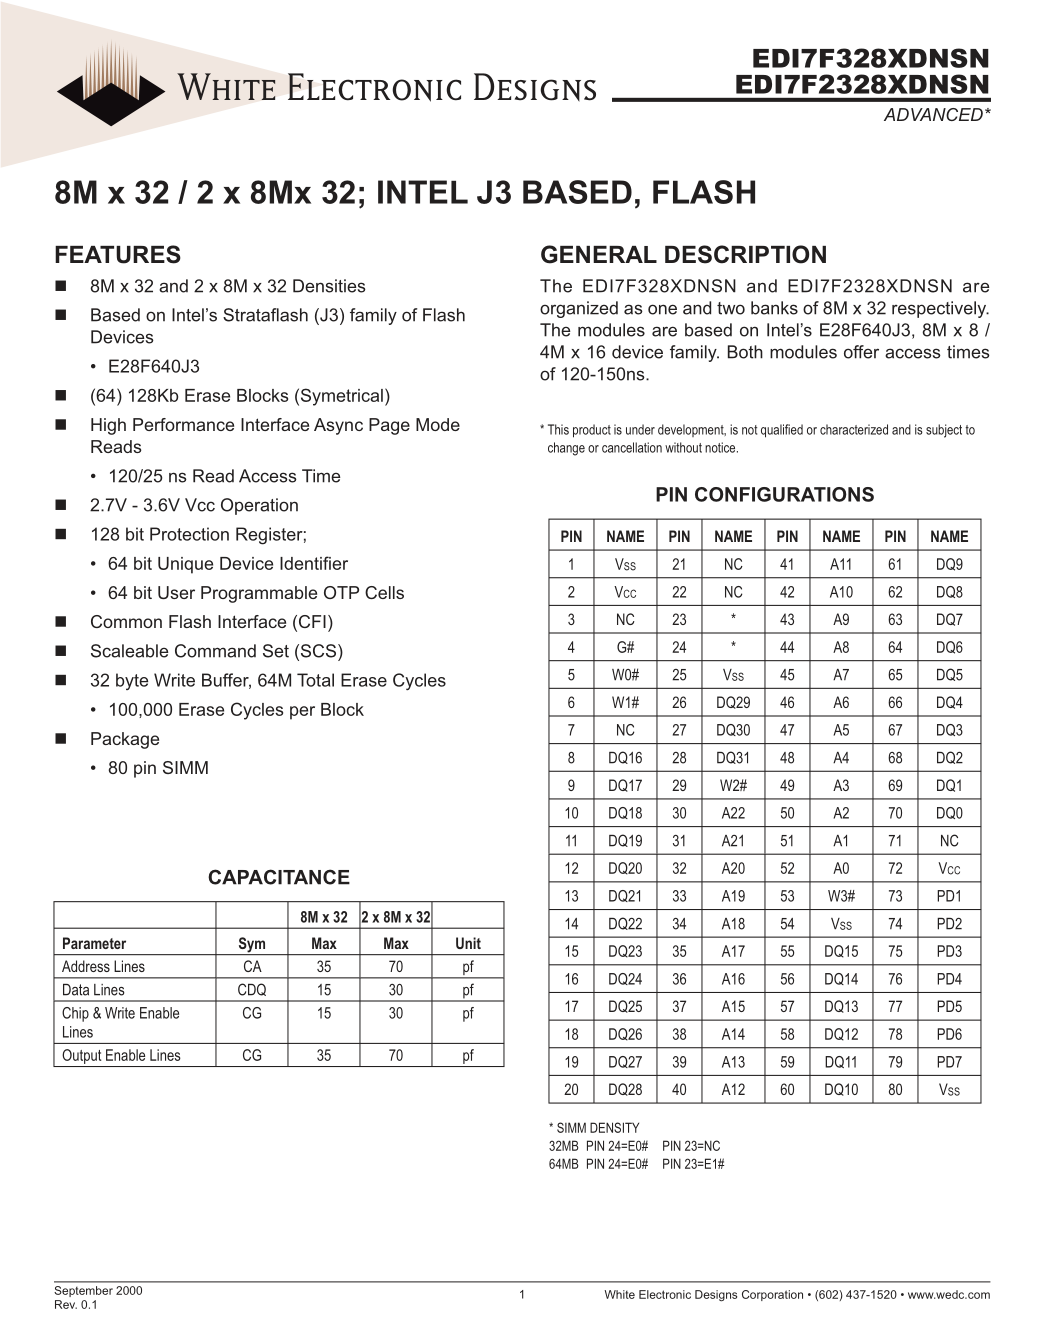 WHITE ELECTRONIC DESIGNS
EDI7F328XDNSN
EDI7F2328XDNSN
ADVANCED*
8M x 32 / 2 x 8Mx 32; INTEL J3 BASED, FLASH
FEATURES
■ 8M x 32 and 2 x 8M x 32 Densities
■ Based on Intel’s Strataflash (J3) family of Flash
Devices
• E28F640J3
■ (64) 128Kb Erase Blocks (Symetrical)
■ High Performance Interface Async Page Mode
Reads
• 120/25 ns Read Access Time
■ 2.7V - 3.6V Vcc Operation
■ 128 bit Protection Register;
• 64 bit Unique Device Identifier
• 64 bit User Programmable OTP Cells
■ Common Flash Interface (CFI)
■ Scaleable Command Set (SCS)
■ 32 byte Write Buffer, 64M Total Erase Cycles
• 100,000 Erase Cycles per Block
■ Package
• 80 pin SIMM
CAPACITANCE
8M x 32 2 x 8M x 32
Parameter Sym Max Max Unit
Address Lines CA 35 70 pf
Data Lines CDQ 15 30 pf
Chip & Write Enable CG 15 30 pf
Lines
Output Enable Lines CG 35 70 pf
GENERAL DESCRIPTION
The EDI7F328XDNSN and EDI7F2328XDNSN are
organized as one and two banks of 8M x 32 respectively.
The modules are based on Intel’s E28F640J3, 8M x 8 /
4M x 16 device family. Both modules offer access times
of 120-150ns.
* This product is under development, is not qualified or characterized and is subject to
change or cancellation without notice.
PIN CONFIGURATIONS
PIN NAME PIN NAME PIN NAME PIN NAME
1 VSS 21 NC 41 A11 61 DQ9
2 VCC 22 NC 42 A10 62 DQ8
3 NC 23 * 43 A9 63 DQ7
4 G# 24 * 44 A8 64 DQ6
5 W0# 25 VSS 45 A7 65 DQ5
6 W1# 26 DQ29 46 A6 66 DQ4
7 NC 27 DQ30 47 A5 67 DQ3
8 DQ16 28 DQ31 48 A4 68 DQ2
9 DQ17 29 W2# 49 A3 69 DQ1
10 DQ18 30 A22 50 A2 70 DQ0
11 DQ19 31 A21 51 A1 71 NC
12 DQ20 32 A20 52 A0 72 VCC
13 DQ21 33 A19 53 W3# 73 PD1
14 DQ22 34 A18 54 VSS 74 PD2
15 DQ23 35 A17 55 DQ15 75 PD3
16 DQ24 36 A16 56 DQ14 76 PD4
17 DQ25 37 A15 57 DQ13 77 PD5
18 DQ26 38 A14 58 DQ12 78 PD6
19 DQ27 39 A13 59 DQ11 79 PD7
20 DQ28 40 A12 60 DQ10 80 VSS
* SIMM DENSITY
32MB PIN 24=E0# PIN 23=NC
64MB PIN 24=E0# PIN 23=E1#
September 2000
Rev. 0.1
1
White Electronic Designs Corporation • (602) 437-1520 • www.wedc.com